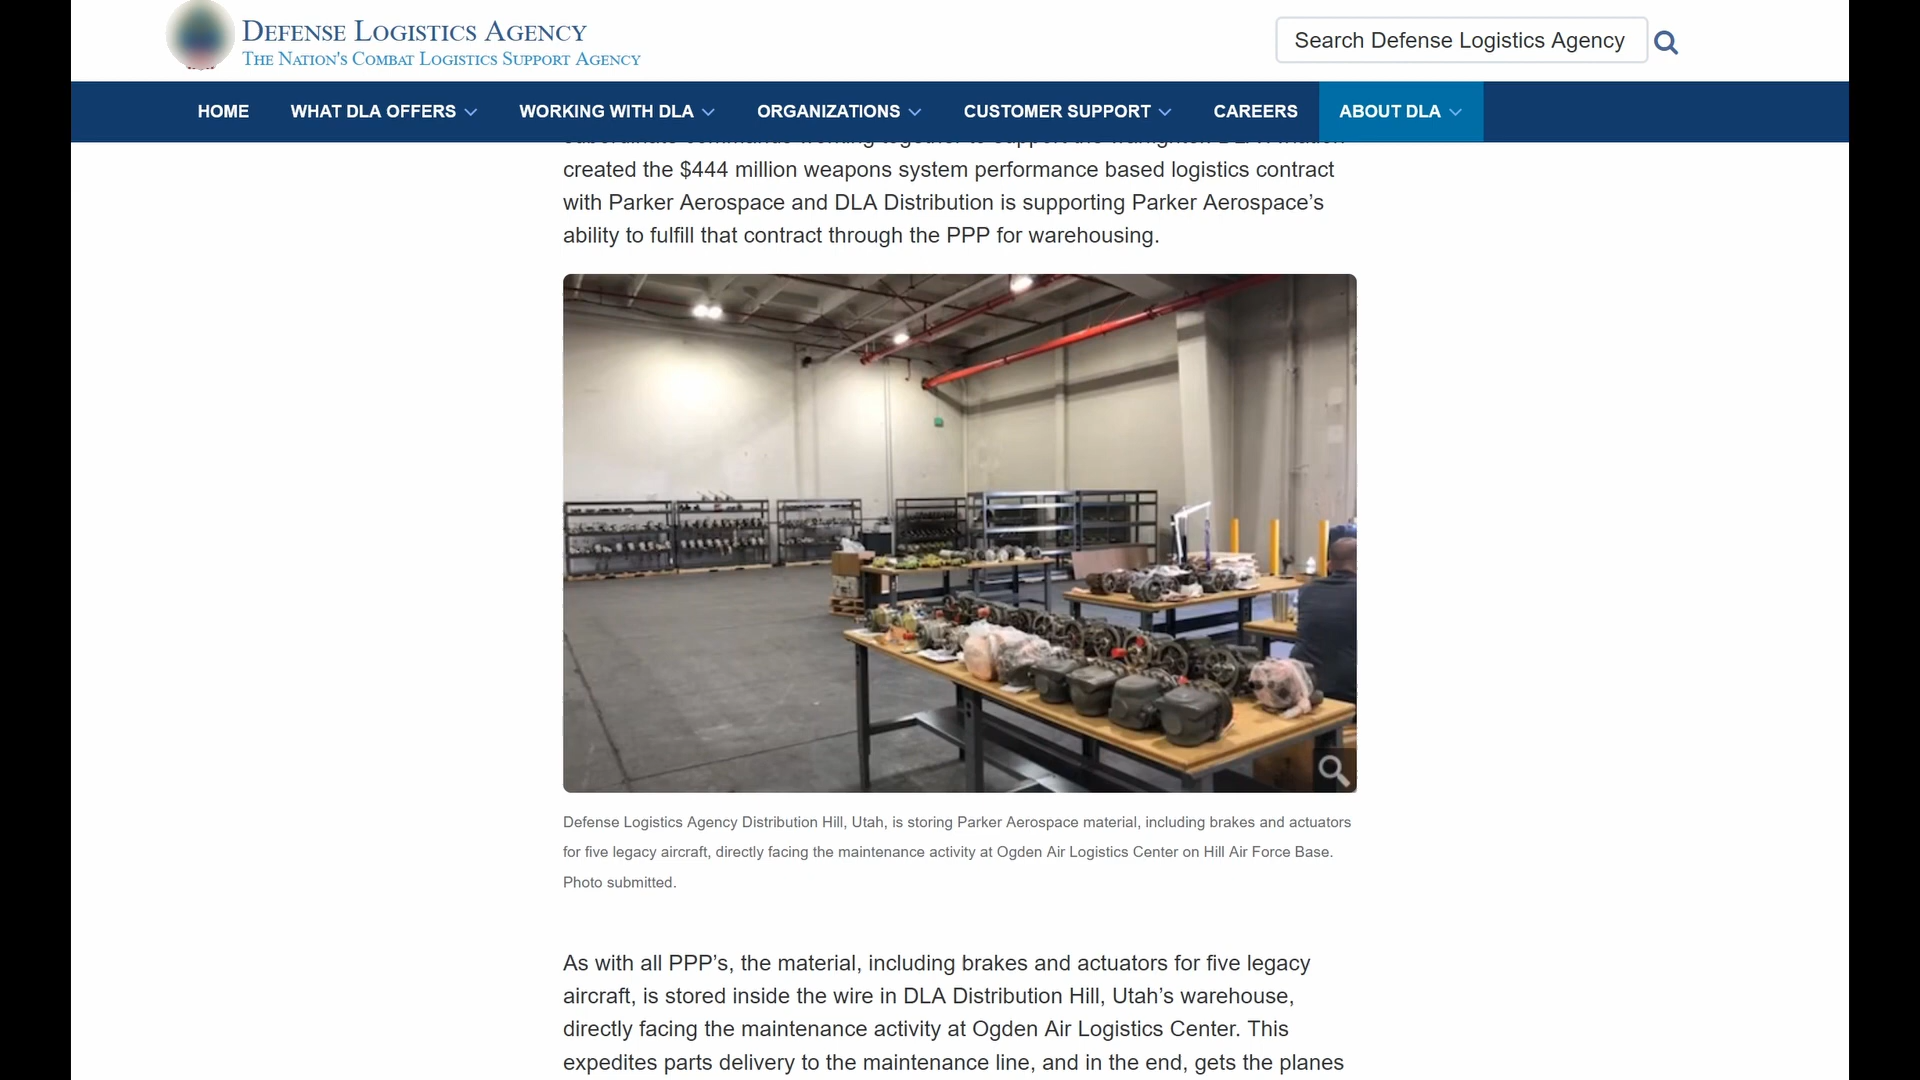 DEFENSE LOGISTICS AGENCY
THE NATION'S COMBAT LOGISTICS SUPPORT AGENCY
Search Defense Logistics Agency
HOME
WHAT DLA OFFERS
WORKING WITH DLA
ORGANIZATIONS
CUSTOMER SUPPORT
CAREERS
ABOUT DLA
created the $444 million weapons system performance based logistics contract
with Parker Aerospace and DLA Distribution is supporting Parker Aerospace’s
ability to fulfill that contract through the PPP for warehousing.
Defense Logistics Agency Distribution Hill, Utah, is storing Parker Aerospace material, including brakes and actuators
for five legacy aircraft, directly facing the maintenance activity at Ogden Air Logistics Center on Hill Air Force Base.
Photo submitted.
As with all PPP’s, the material, including brakes and actuators for five legacy
aircraft, is stored inside the wire in DLA Distribution Hill, Utah’s warehouse,
directly facing the maintenance activity at Ogden Air Logistics Center. This
expedites parts delivery to the maintenance line, and in the end, gets the planes